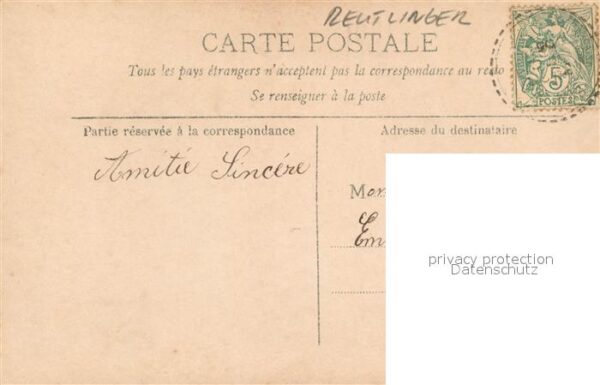 REUTLINGER
CARTE POSTALE
Tous les pays étrangers n'acceptent pas la correspondance au recto
Se renseigner à la poste
Partie réservée à la correspondance
Adresse du destinataire
Amitié Sincére
Mon
Em
5
POSTES
privacy protection
Datenschutz